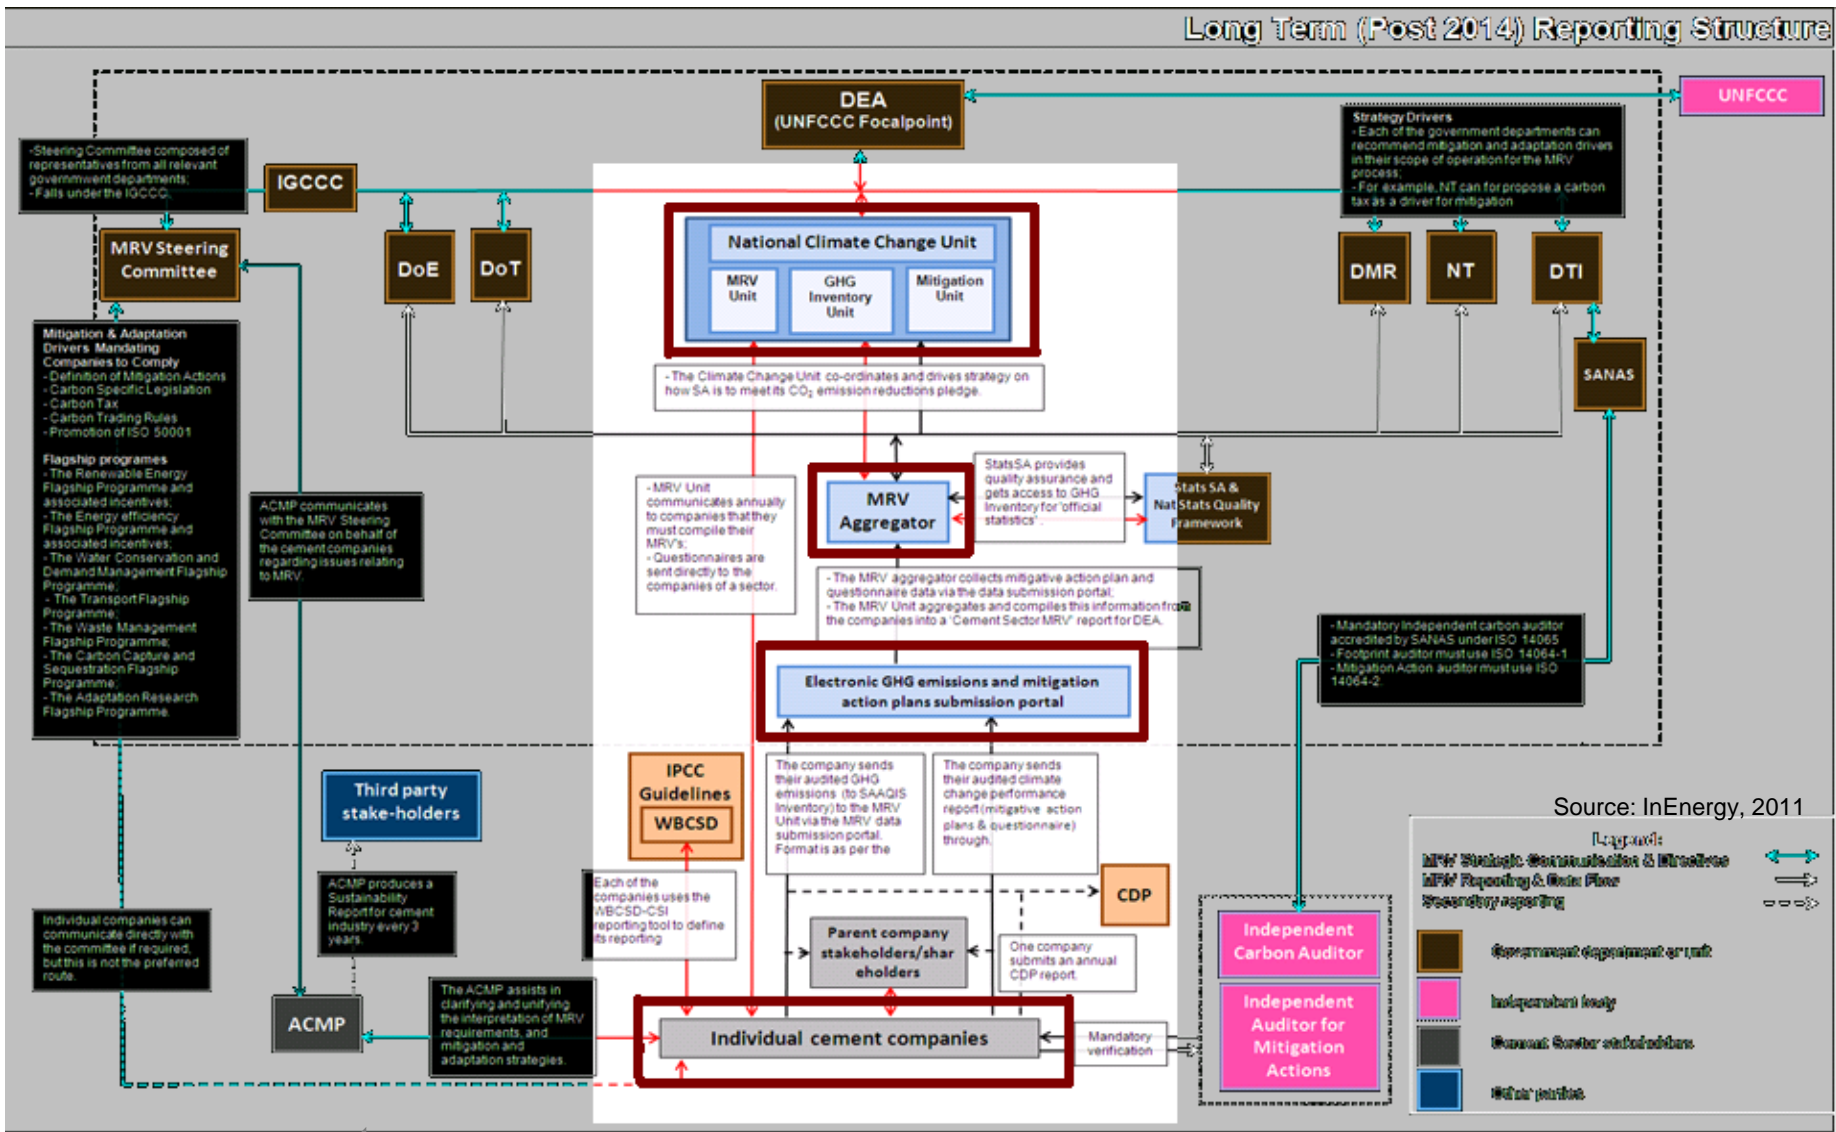 Long Term (Post 2014) Reporting Structure
DEA
(UNFCCC Focalpoint)
UNFCCC
-Steering Committee composed of
representatives from all relevant
governmwent departments;
- Falls under the IGCCC
IGCCC
Strategy Drivers
- Each of the government departments can
recommend mitigation and adaptation drivers
in their scope of operation for the MRV
process;
- For example, NT can for propose a carbon
tax as a driver for mitigation
MRV Steering
Committee
DoE
DoT
National Climate Change Unit
MRV
Unit
GHG
Inventory
Unit
Mitigation
Unit
DMR
NT
DTI
SANAS
Mitigation & Adaptation
Drivers Mandating
Companies to Comply
- Definition of Mitigation Actions
- Carbon Specific Legislation
- Carbon Tax
- Carbon Trading Rules
- Promotion of ISO 50001
Flagship programes
- The Renewable Energy
Flagship Programme and
associated incentives;
- The Energy efficiency
Flagship Programme and
associated incentives;
- The Water Conservation and
Demand Management Flagship
Programme;
- The Transport Flagship
Programme;
- The Waste Management
Flagship Programme;
- The Carbon Capture and
Sequestration Flagship
Programme;
- The Adaptation Research
Flagship Programme.
- The Climate Change Unit co-ordinates and drives strategy on
how SA is to meet its CO₂ emission reductions pledge.
ACMP communicates
with the MRV Steering
Committee on behalf of
the cement companies
regarding issues relating
to MRV.
- MRV Unit
communicates annually
to companies that they
must compile their
MRV's;
- Questionnaires are
sent directly to the
companies of a sector.
MRV
Aggregator
StatsSA provides
quality assurance and
gets access to GHG
Inventory for 'official
statistics' .
Stats SA &
Nat Stats Quality
Framework
- The MRV aggregator collects mitigative action plan and
questionnaire data via the data submission portal;
- The MRV Unit aggregates and compiles this information from
the companies into a 'Cement Sector MRV' report for DEA.
- Mandatory Independent carbon auditor
accredited by SANAS under ISO 14065
- Footprint auditor must use ISO 14064-1
- Mitigation Action auditor must use ISO
14064-2.
Electronic GHG emissions and mitigation
action plans submission portal
Third party
stake-holders
IPCC
Guidelines
WBCSD
The company sends
their audited GHG
emissions (to SAAQIS
Inventory) to the MRV
Unit via the MRV data
submission portal.
Format is as per the
The company sends
their audited climate
change performance
report (mitigative action
plans & questionnaire)
through.
Source: InEnergy, 2011
Legend:
MRV Strategic Communication & Directives
MRV Reporting & Data Flow
Secondary reporting
Government department or unit
Independent body
Cement Sector stakeholders
Other parties
ACMP produces a
Sustainability
Report for cement
industry every 3
years.
Each of the
companies uses the
WBCSD-CSI
reporting tool to define
its reporting
CDP
Individual companies can
communicate directly with
the committee if required,
but this is not the preferred
route.
Parent company
stakeholders/shar
eholders
One company
submits an annual
CDP report.
Independent
Carbon Auditor
Independent
Auditor for
Mitigation
Actions
ACMP
The ACMP assists in
clarifying and unifying
the interpretation of MRV
requirements, and
mitigation and
adaptation strategies.
Individual cement companies
Mandatory
verification